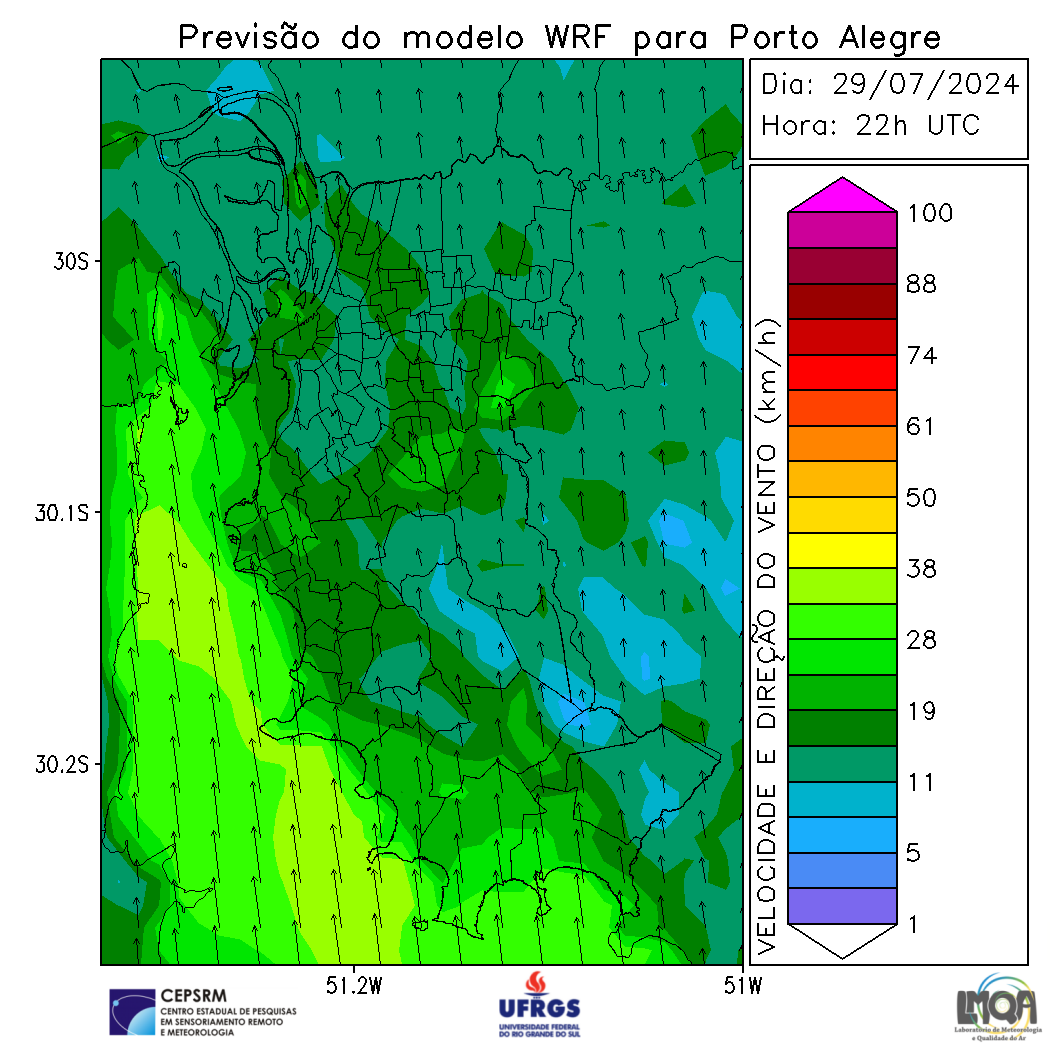 Previsão do modelo WRF para Porto Alegre
Dia: 29/07/2024
Hora: 22h UTC
30S
30.1S
30.2S
51.2W
51W
VELOCIDADE E DIREÇÃO DO VENTO (km/h)
100
88
74
61
50
38
28
19
11
5
1
CEPSRM
CENTRO ESTADUAL DE PESQUISAS
EM SENSORIAMENTO REMOTO
E METEOROLOGIA
UFRGS
UNIVERSIDADE FEDERAL
DO RIO GRANDE DO SUL
LMQA
Laboratório de Meteorologia
e Qualidade do Ar